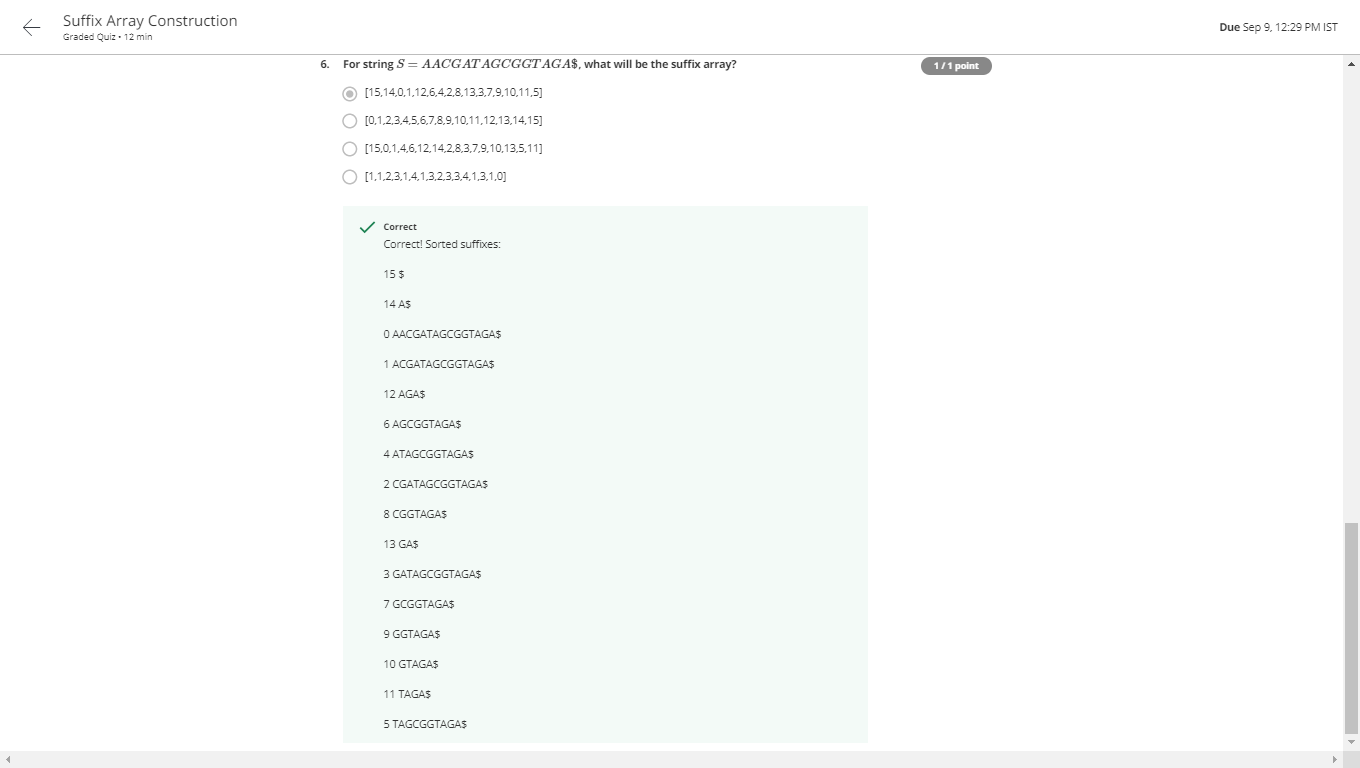 Suffix Array Construction
Graded Quiz • 12 min
Due Sep 9, 12:29 PM IST
6. For string S = AACGATAGCGGTAGA$, what will be the suffix array?
1 / 1 point
[15,14,0,1,12,6,4,2,8,13,3,7,9,10,11,5]
[0,1,2,3,4,5,6,7,8,9,10,11,12,13,14,15]
[15,0,1,4,6,12,14,2,8,3,7,9,10,13,5,11]
[1,1,2,3,1,4,1,3,2,3,3,4,1,3,1,0]
Correct
Correct! Sorted suffixes:
15 $
14 A$
0 AACGATAGCGGTAGA$
1 ACGATAGCGGTAGA$
12 AGA$
6 AGCGGTAGA$
4 ATAGCGGTAGA$
2 CGATAGCGGTAGA$
8 CGGTAGA$
13 GA$
3 GATAGCGGTAGA$
7 GCGGTAGA$
9 GGTAGA$
10 GTAGA$
11 TAGA$
5 TAGCGGTAGA$